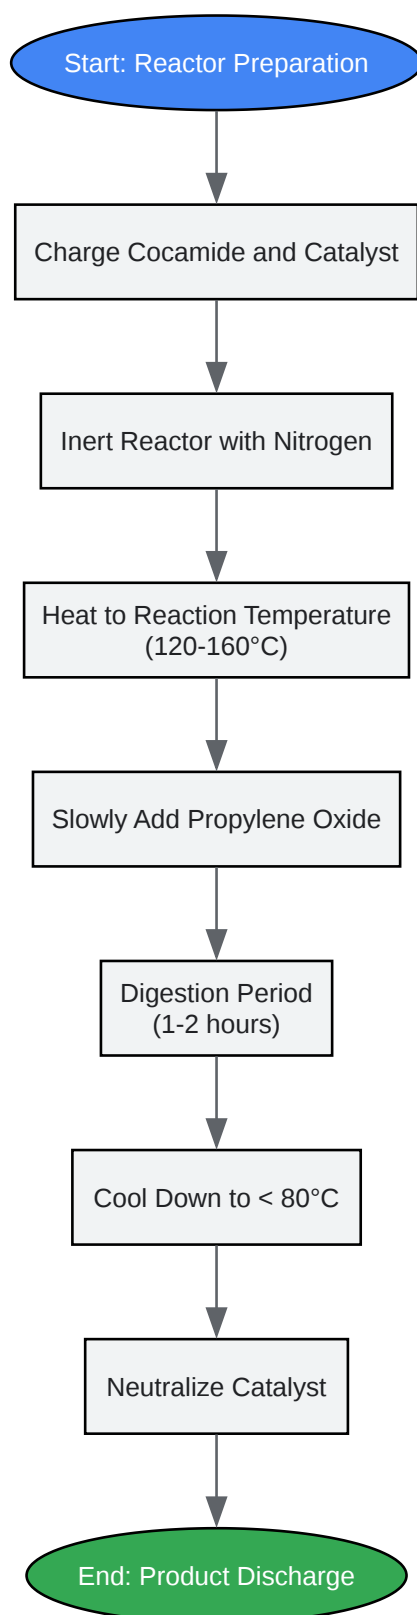 Start: Reactor Preparation
Charge Cocamide and Catalyst
Inert Reactor with Nitrogen
Heat to Reaction Temperature
(120-160°C)
Slowly Add Propylene Oxide
Digestion Period
(1-2 hours)
Cool Down to < 80°C
Neutralize Catalyst
End: Product Discharge